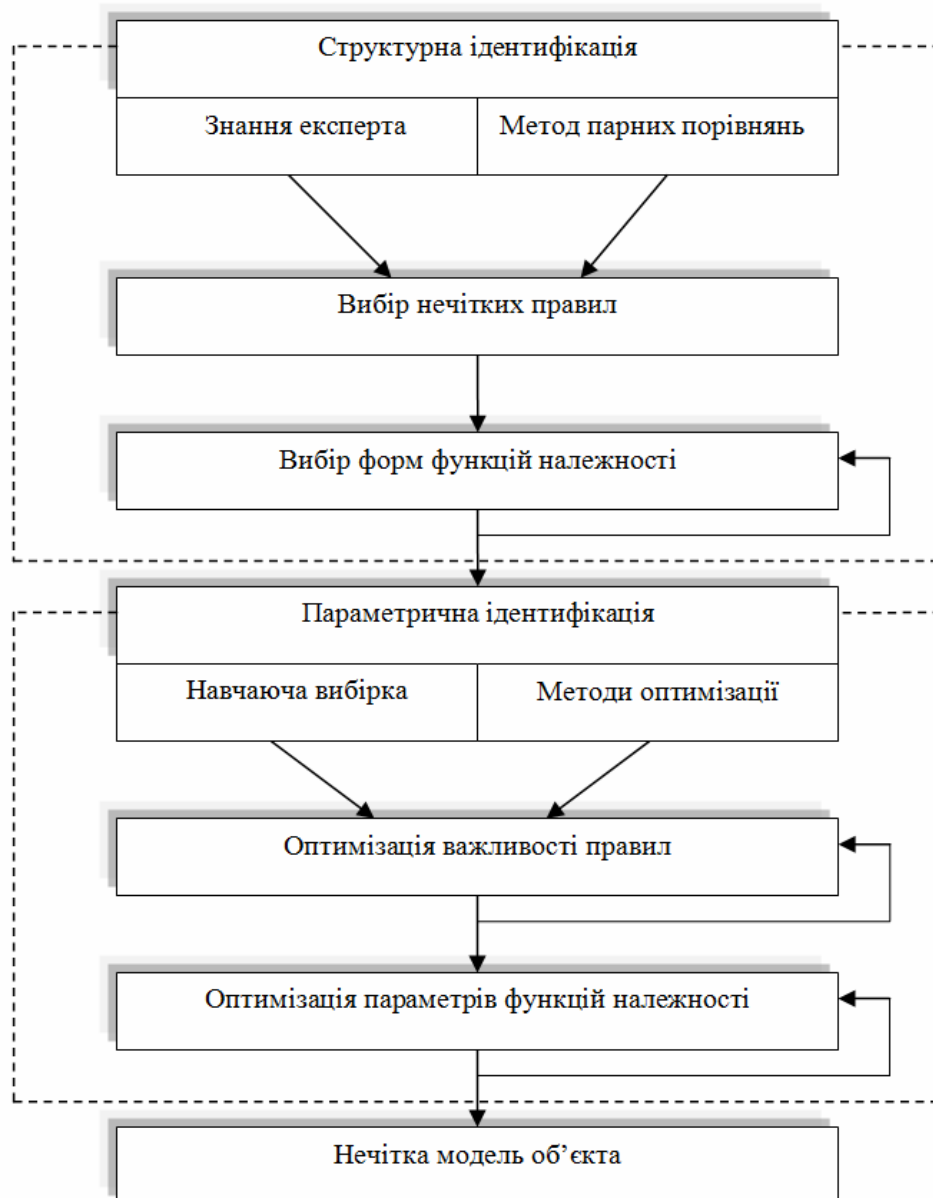 Структурна ідентифікація
Знання експерта
Метод парних порівнянь
Вибір нечітких правил
Вибір форм функцій належності
Параметрична ідентифікація
Навчаюча вибірка
Методи оптимізації
Оптимізація важливості правил
Оптимізація параметрів функцій належності
Нечітка модель об’єкта